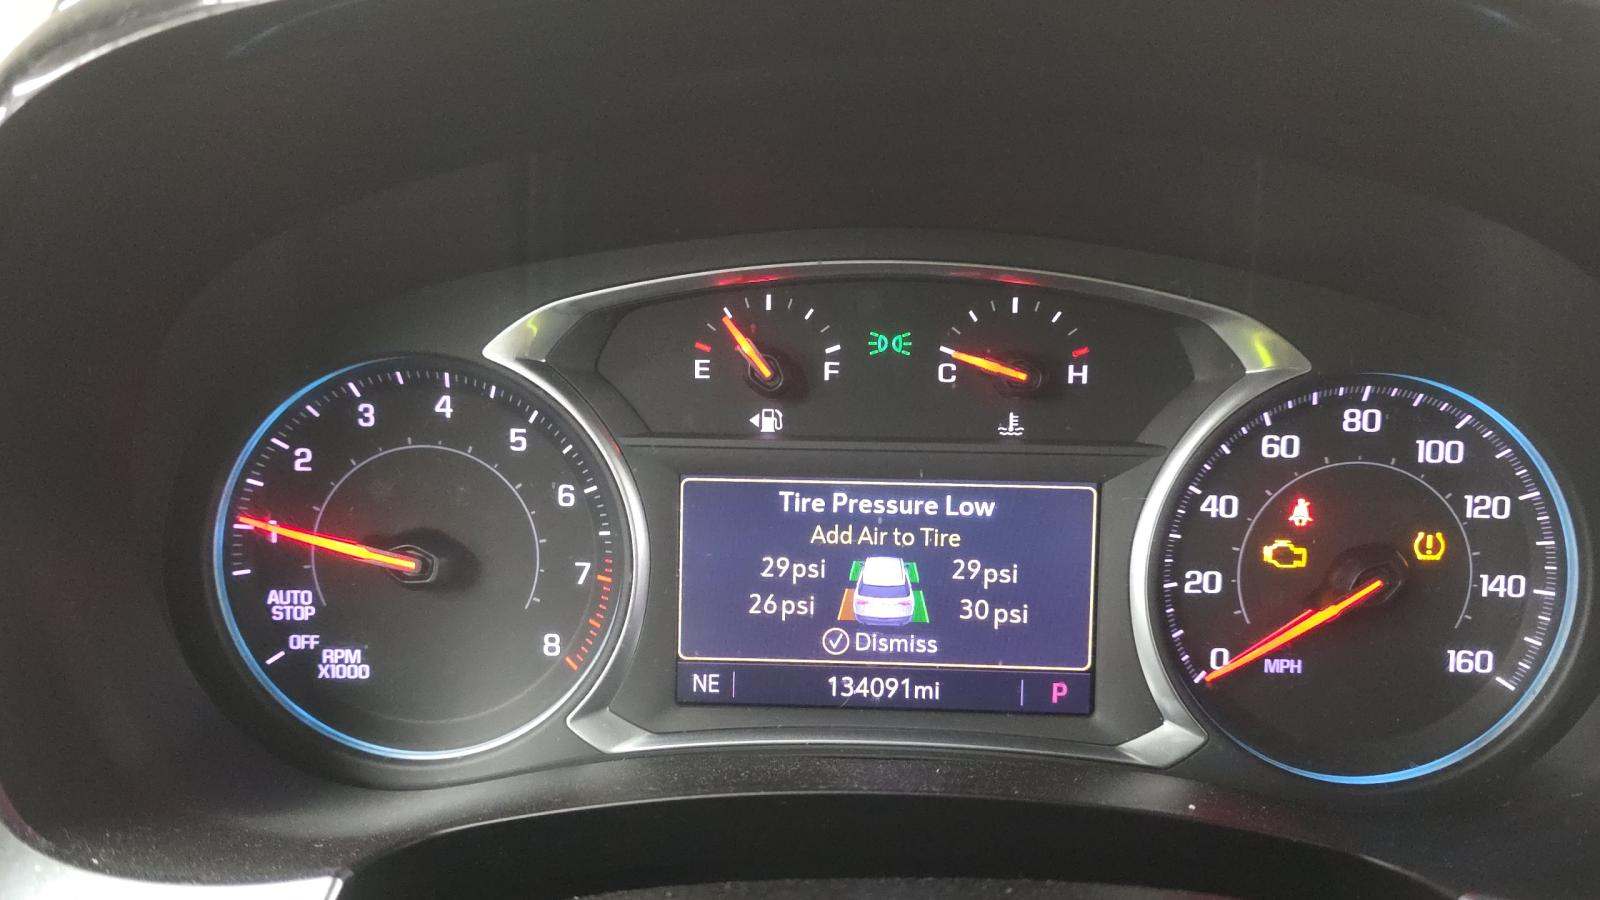 E
F
C
H
1
2
3
4
5
6
7
8
AUTO
STOP
OFF
RPM
X1000
Tire Pressure Low
Add Air to Tire
29psi 29psi
26psi 30psi
Dismiss
NE 134091mi P
0
20
40
60
80
100
120
140
160
MPH